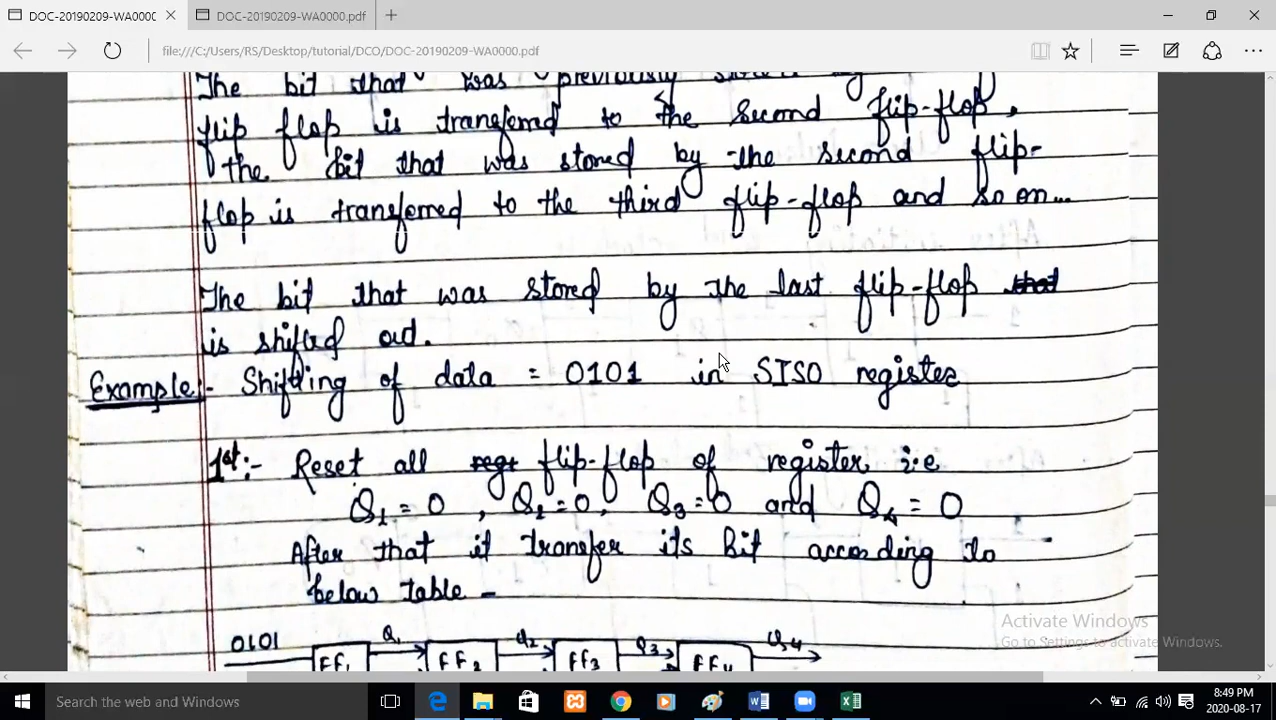 DOC-20190209-WA0000
DOC-20190209-WA0000.pdf
file:///C:/Users/RS/Desktop/tutorial/DCO/DOC-20190209-WA0000.pdf
The bit that was previously
flip flop is transferred to the second flip-flop,
the bit that was stored by the second flip-
flop is transferred to the third flip-flop and so on...
The bit that was stored by the last flip-flop that
is shifted out.
Example:- Shifting of data = 0101 in SISO register
1st:- Reset all flip-flop of register i.e
Q1 = 0, Q2 = 0, Q3 = 0 and Q4 = 0
After that it transfer its bit according to
below table -
0101 Q1 Q2 Q3 Q4
FF1 FF2 FF3 FF4
Activate Windows
Go to Settings to activate Windows.
Search the web and Windows
8:49 PM
2020-08-17